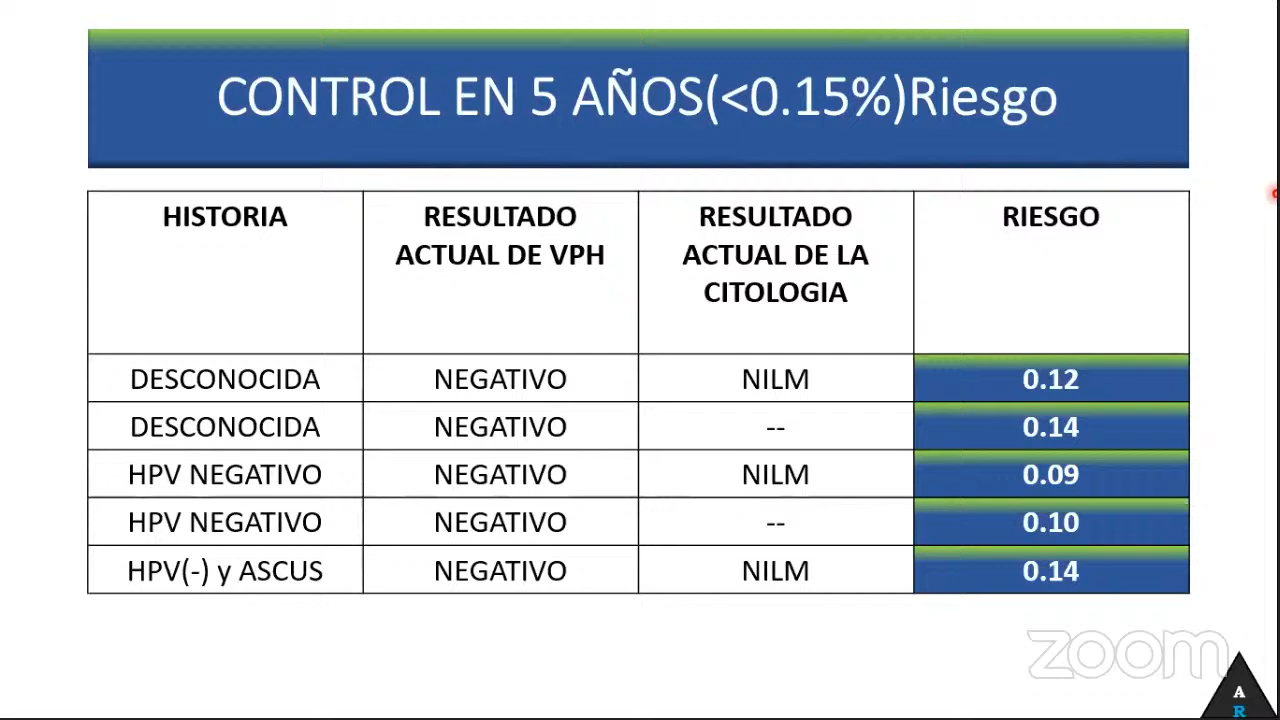 CONTROL EN 5 AÑOS(<0.15%)Riesgo
HISTORIA
RESULTADO
ACTUAL DE VPH
RESULTADO
ACTUAL DE LA
CITOLOGIA
RIESGO
DESCONOCIDA NEGATIVO NILM 0.12
DESCONOCIDA NEGATIVO -- 0.14
HPV NEGATIVO NEGATIVO NILM 0.09
HPV NEGATIVO NEGATIVO -- 0.10
HPV(-) y ASCUS NEGATIVO NILM 0.14
zoom
A
R